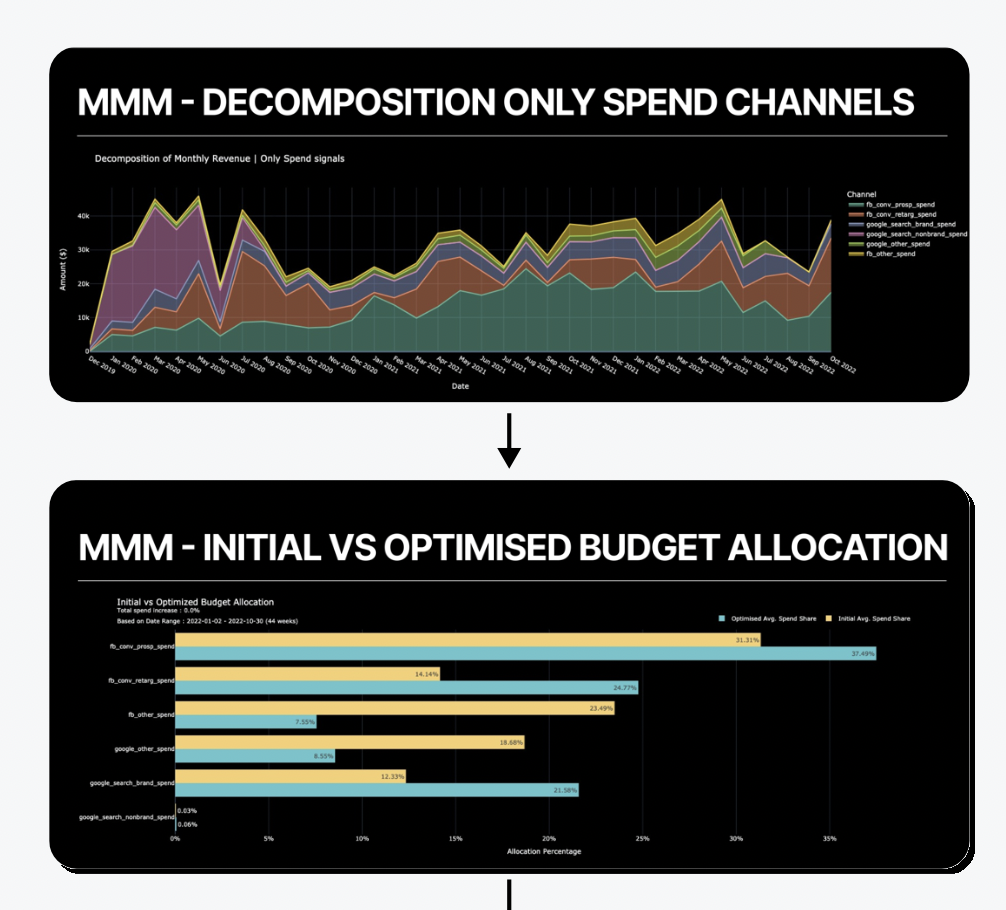 MMM - DECOMPOSITION ONLY SPEND CHANNELS
Decomposition of Monthly Revenue | Only Spend signals
Channel
fb_conv_prosp_spend
fb_conv_retarg_spend
google_search_brand_spend
google_search_nonbrand_spend
google_other_spend
fb_other_spend
Amount ($)
40k
30k
20k
10k
0
Dec 2019
Jan 2020
Feb 2020
Mar 2020
Apr 2020
May 2020
Jun 2020
Jul 2020
Aug 2020
Sep 2020
Oct 2020
Nov 2020
Dec 2020
Jan 2021
Feb 2021
Mar 2021
Apr 2021
May 2021
Jun 2021
Jul 2021
Aug 2021
Sep 2021
Oct 2021
Nov 2021
Dec 2021
Jan 2022
Feb 2022
Mar 2022
Apr 2022
May 2022
Jun 2022
Jul 2022
Aug 2022
Sep 2022
Oct 2022
Date
MMM - INITIAL VS OPTIMISED BUDGET ALLOCATION
Initial vs Optimized Budget Allocation
Total spend increase : 0.0%
Based on Date Range : 2022-01-02 - 2022-10-30 (44 weeks)
Optimised Avg. Spend Share
Initial Avg. Spend Share
fb_conv_prosp_spend
31.31%
37.49%
fb_conv_retarg_spend
14.14%
24.77%
fb_other_spend
23.49%
7.55%
google_other_spend
18.68%
8.55%
google_search_brand_spend
12.33%
21.58%
google_search_nonbrand_spend
0.03%
0.06%
0%
5%
10%
15%
20%
25%
30%
35%
Allocation Percentage